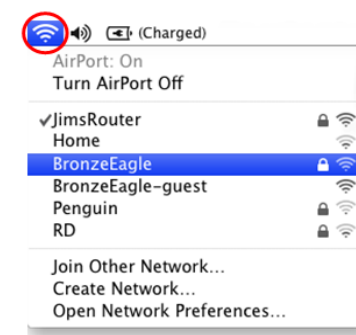 (Charged)
AirPort: On
Turn AirPort Off
✓JimsRouter
Home
BronzeEagle
BronzeEagle-guest
Penguin
RD
Join Other Network...
Create Network...
Open Network Preferences...